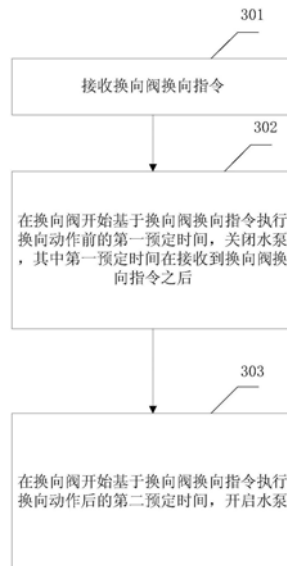 301
接收换向阀换向指令
302
在换向阀开始基于换向阀换向指令执行
换向动作前的第一预定时间，关闭水泵
，其中第一预定时间在接收到换向阀换
向指令之后
303
在换向阀开始基于换向阀换向指令执行
换向动作后的第二预定时间，开启水泵